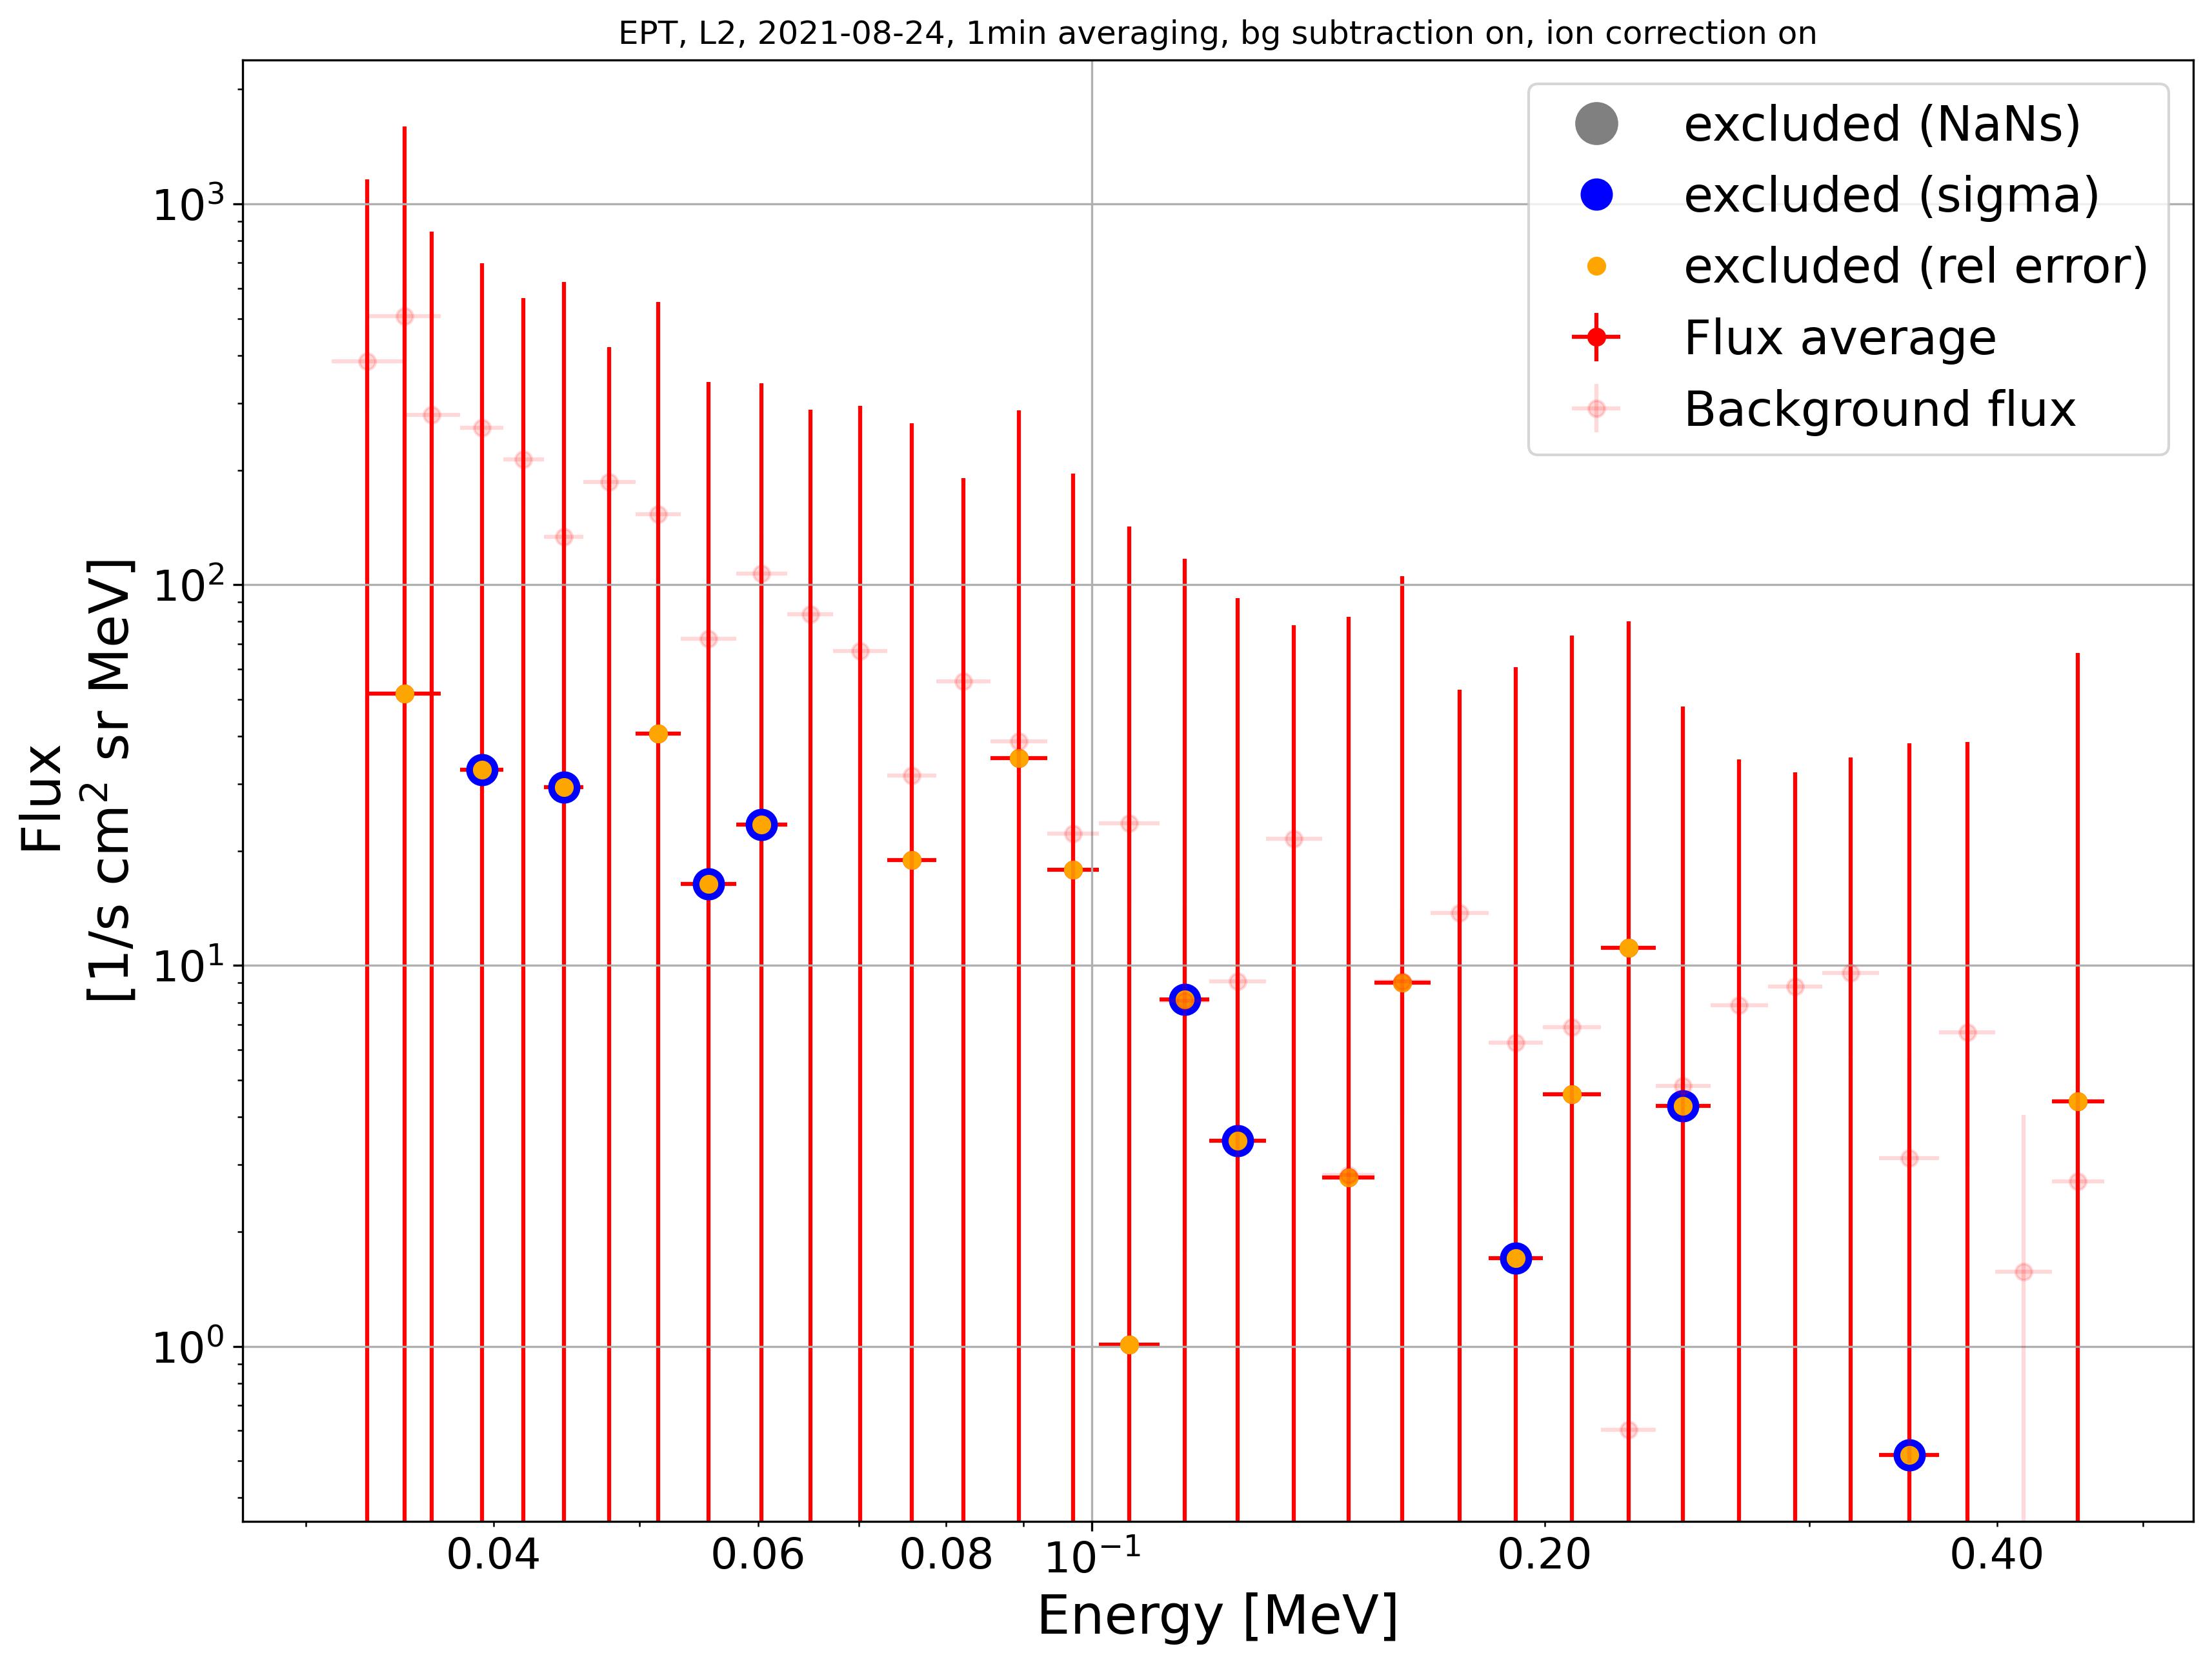 EPT, L2, 2021-08-24, 1min averaging, bg subtraction on, ion correction on
excluded (NaNs)
excluded (sigma)
excluded (rel error)
Flux average
Background flux
10³
10²
10¹
10⁰
Flux
[1/s cm² sr MeV]
0.04 0.06 0.08 10⁻¹ 0.20 0.40
Energy [MeV]